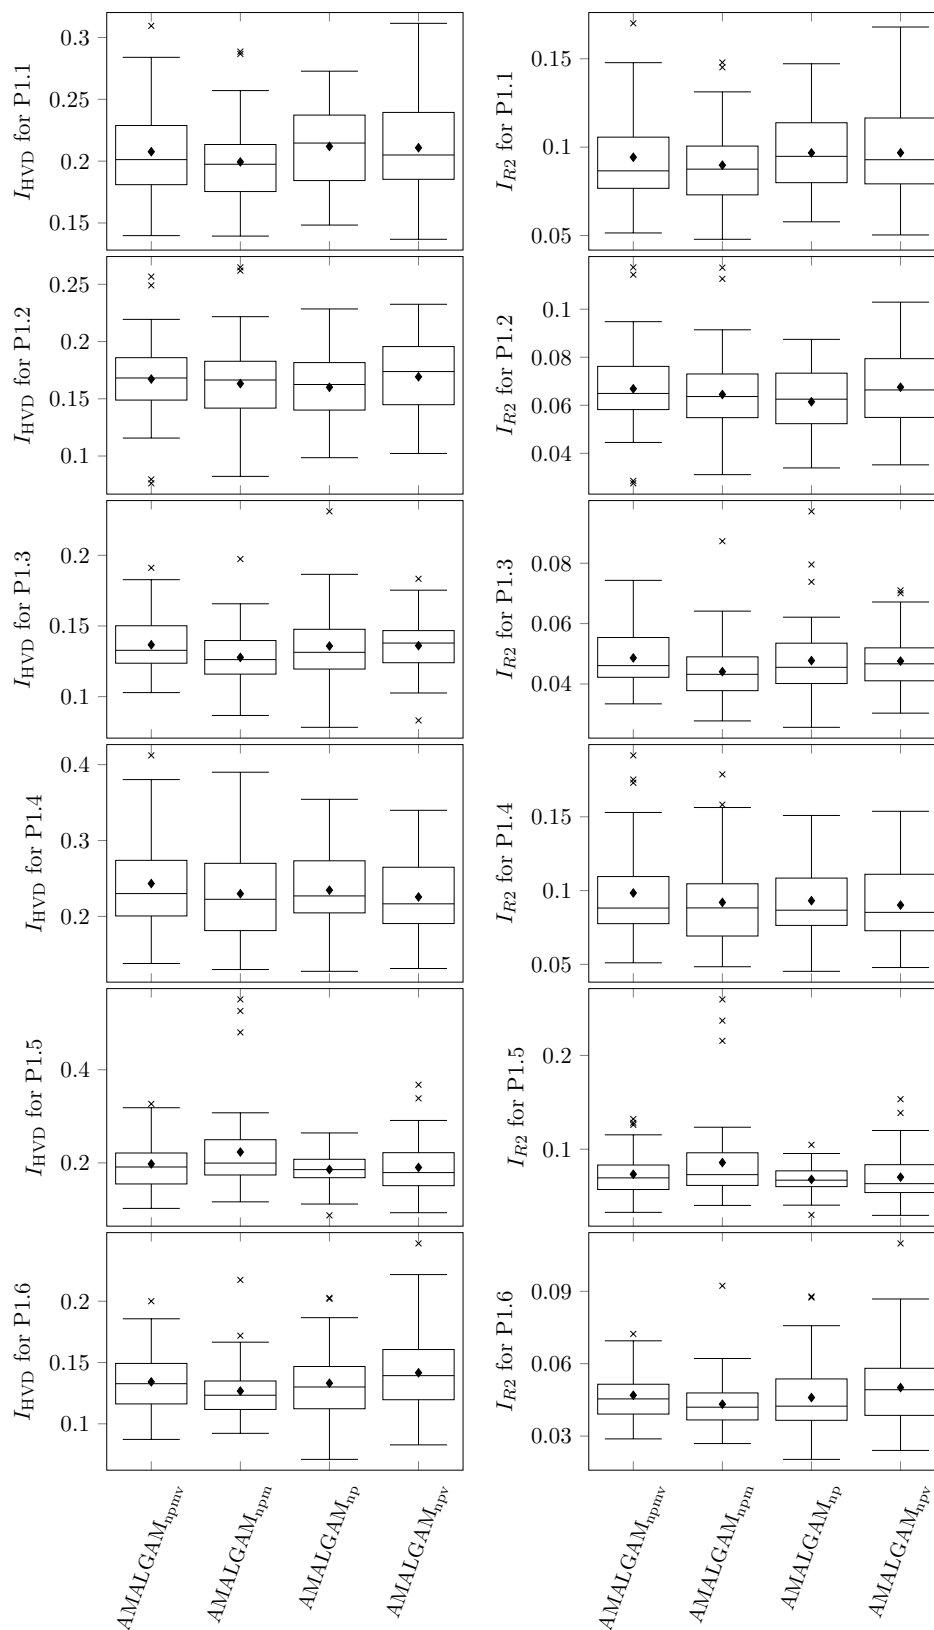 0.3
0.25
0.2
0.15
I_HVD for P1.1
0.15
0.1
0.05
I_R2 for P1.1
0.25
0.2
0.15
0.1
I_HVD for P1.2
0.1
0.08
0.06
0.04
I_R2 for P1.2
0.2
0.15
0.1
I_HVD for P1.3
0.08
0.06
0.04
I_R2 for P1.3
0.4
0.3
0.2
I_HVD for P1.4
0.15
0.1
0.05
I_R2 for P1.4
0.4
0.2
I_HVD for P1.5
0.2
0.1
I_R2 for P1.5
0.2
0.15
0.1
I_HVD for P1.6
0.09
0.06
0.03
I_R2 for P1.6
AMALGAM_npmv
AMALGAM_npm
AMALGAM_np
AMALGAM_npv
AMALGAM_npmv
AMALGAM_npm
AMALGAM_np
AMALGAM_npv